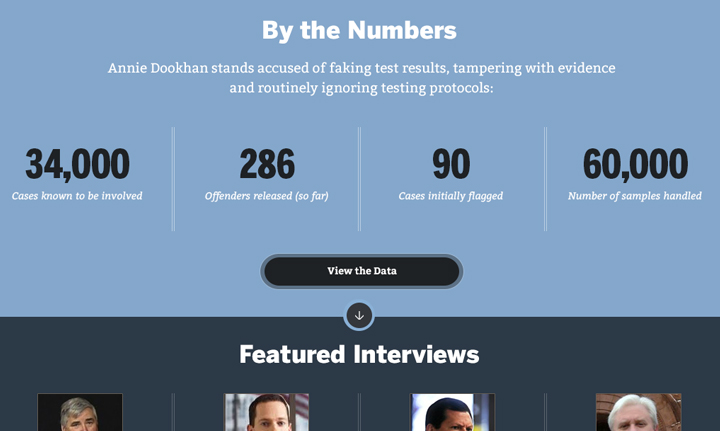 By the Numbers
Annie Dookhan stands accused of faking test results, tampering with evidence
and routinely ignoring testing protocols:
34,000
Cases known to be involved
286
Offenders released (so far)
90
Cases initially flagged
60,000
Number of samples handled
View the Data
Featured Interviews